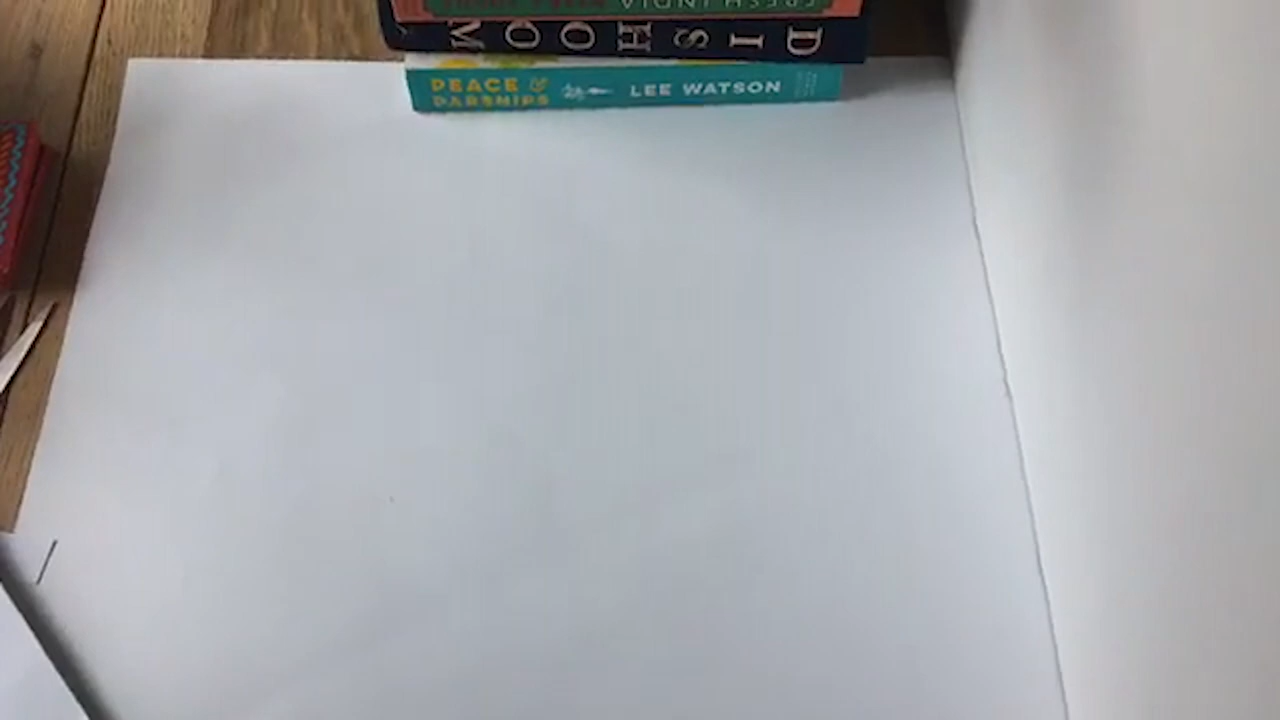 FRESH INDIA
DISHOOM
PEACE &
PARSNIPS
LEE WATSON